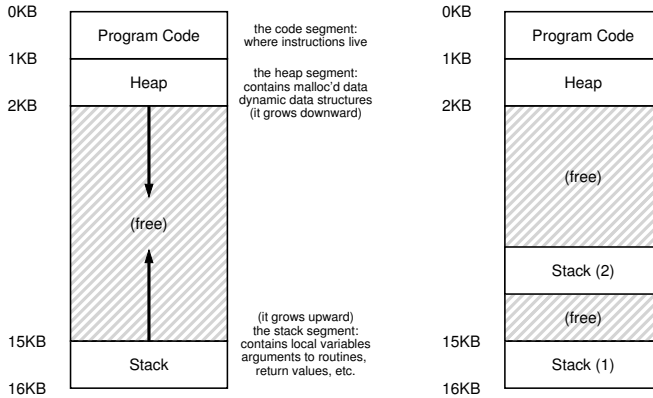 0KB
Program Code
the code segment:
where instructions live
1KB
Heap
the heap segment:
contains malloc'd data
dynamic data structures
(it grows downward)
2KB
(free)
(it grows upward)
the stack segment:
contains local variables
arguments to routines,
return values, etc.
15KB
Stack
16KB
0KB
Program Code
1KB
Heap
2KB
(free)
Stack (2)
(free)
15KB
Stack (1)
16KB